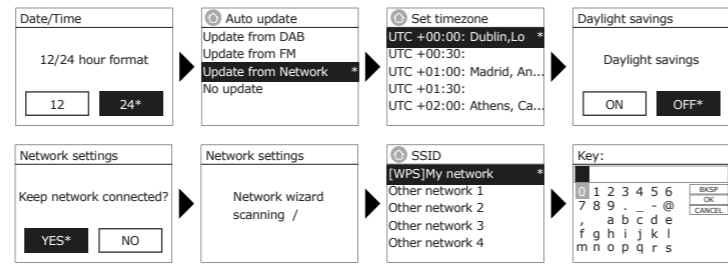 Date/Time
12/24 hour format
12
24*
Auto update
Update from DAB
Update from FM
Update from Network *
No update
Set timezone
UTC +00:00: Dublin,Lo *
UTC +00:30:
UTC +01:00: Madrid, An...
UTC +01:30:
UTC +02:00: Athens, Ca...
Daylight savings
Daylight savings
ON
OFF*
Network settings
Keep network connected?
YES*
NO
Network settings
Network wizard
scanning /
SSID
[WPS]My network *
Other network 1
Other network 2
Other network 3
Other network 4
Key:
0 1 2 3 4 5 6
7 8 9 . _ - @
, a b c d e
f g h i j k l
m n o p q r s
BKSP
OK
CANCEL